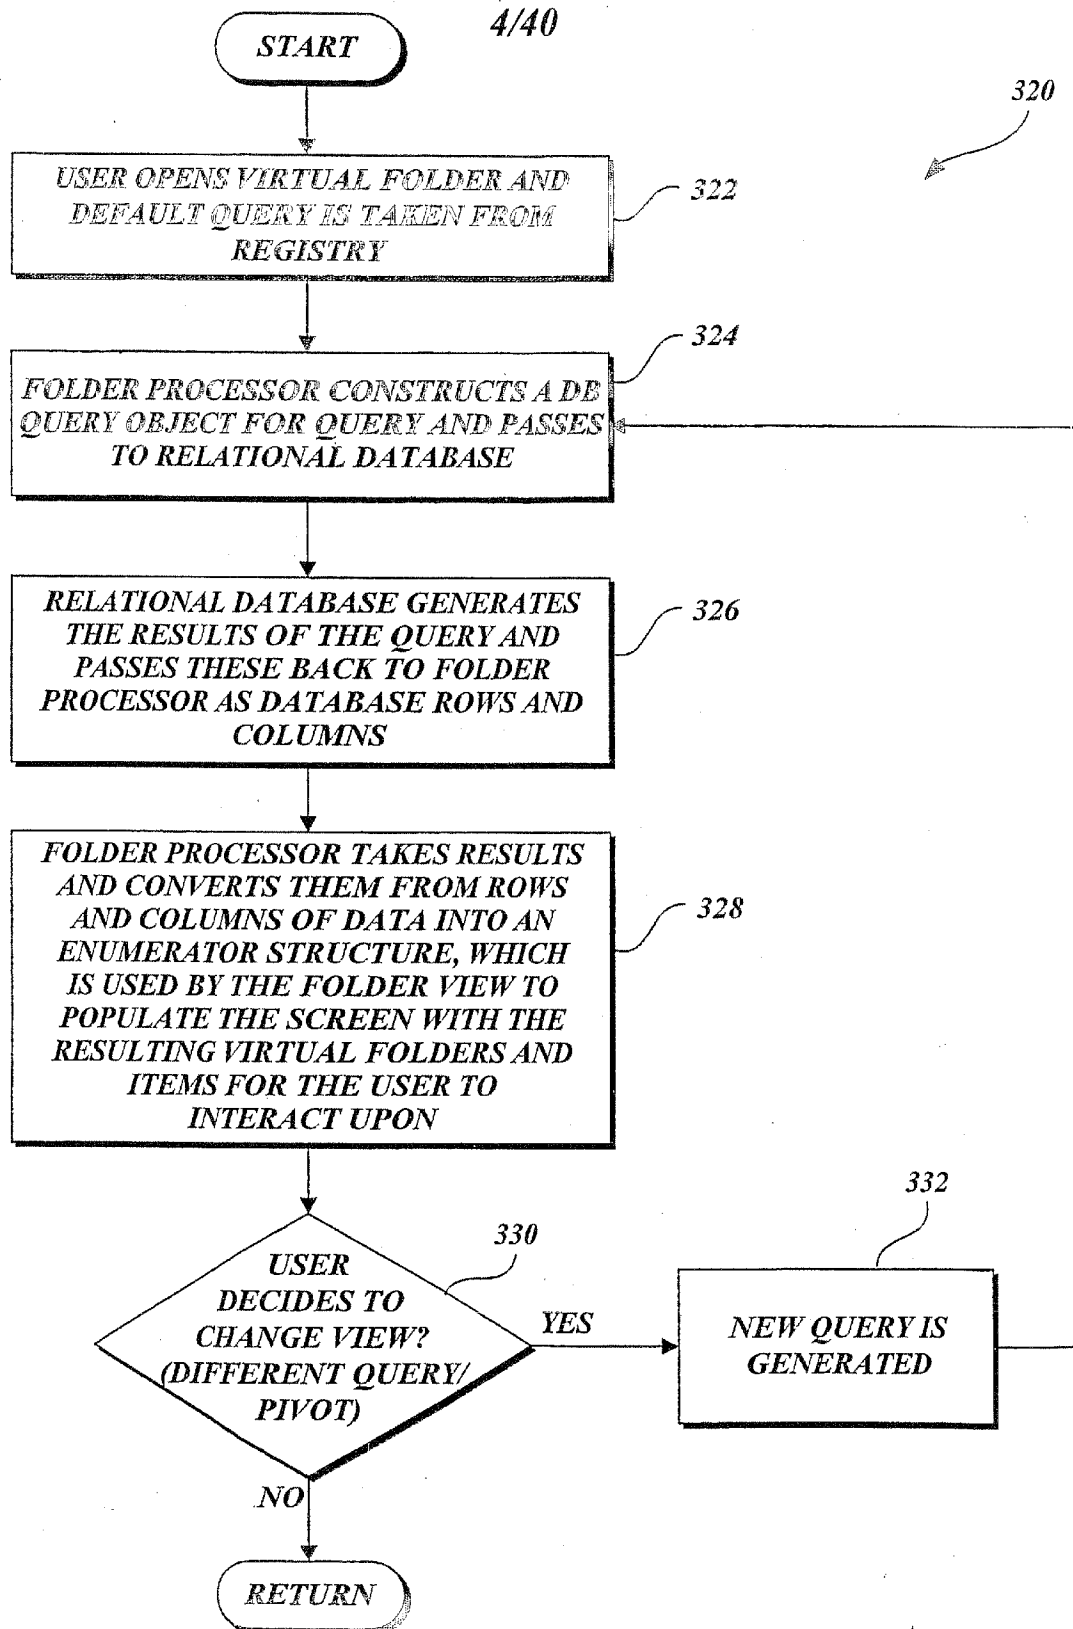 4/40
START
320
USER OPENS VIRTUAL FOLDER AND
DEFAULT QUERY IS TAKEN FROM
REGISTRY
322
324
FOLDER PROCESSOR CONSTRUCTS A DB
QUERY OBJECT FOR QUERY AND PASSES
TO RELATIONAL DATABASE
RELATIONAL DATABASE GENERATES
THE RESULTS OF THE QUERY AND
PASSES THESE BACK TO FOLDER
PROCESSOR AS DATABASE ROWS AND
COLUMNS
326
FOLDER PROCESSOR TAKES RESULTS
AND CONVERTS THEM FROM ROWS
AND COLUMNS OF DATA INTO AN
ENUMERATOR STRUCTURE, WHICH
IS USED BY THE FOLDER VIEW TO
POPULATE THE SCREEN WITH THE
RESULTING VIRTUAL FOLDERS AND
ITEMS FOR THE USER TO
INTERACT UPON
328
330
USER
DECIDES TO
CHANGE VIEW?
(DIFFERENT QUERY/
PIVOT)
YES
332
NEW QUERY IS
GENERATED
NO
RETURN